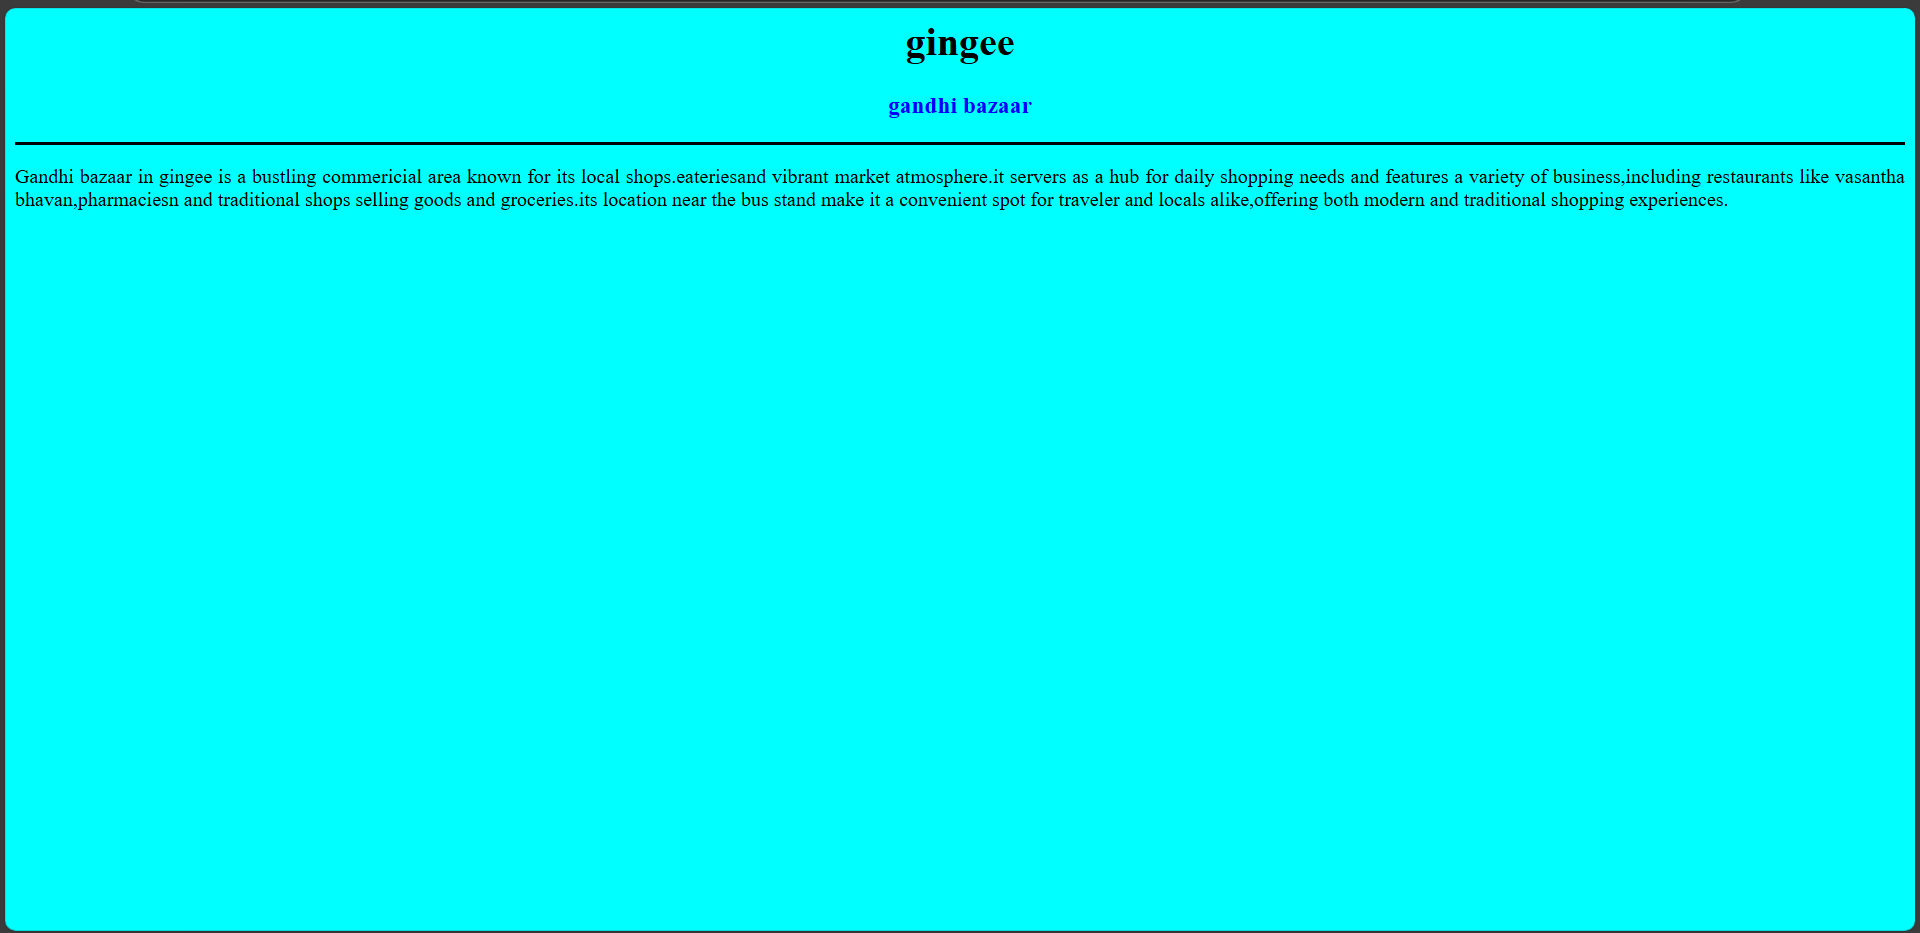 gingee
gandhi bazaar
Gandhi bazaar in gingee is a bustling commericial area known for its local shops.eateriesand vibrant market atmosphere.it servers as a hub for daily shopping needs and features a variety of business,including restaurants like vasantha
bhavan,pharmaciesn and traditional shops selling goods and groceries.its location near the bus stand make it a convenient spot for traveler and locals alike,offering both modern and traditional shopping experiences.